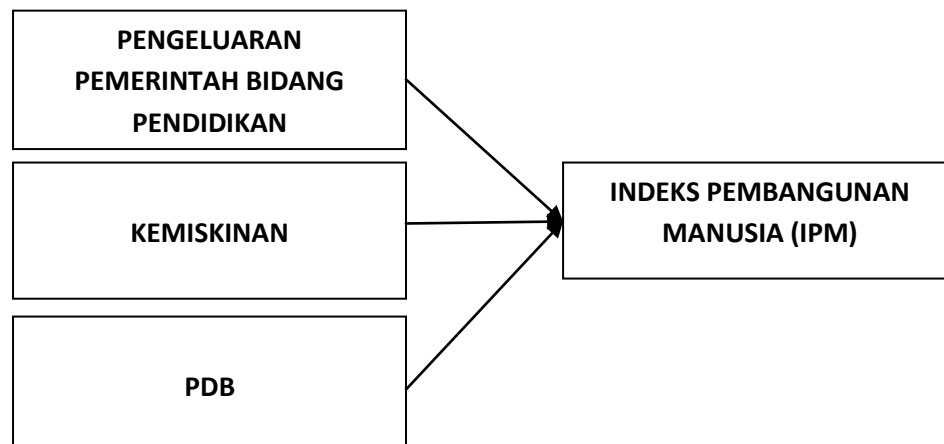 PENGELUARAN
PEMERINTAH BIDANG
PENDIDIKAN
KEMISKINAN
PDB
INDEKS PEMBANGUNAN
MANUSIA (IPM)